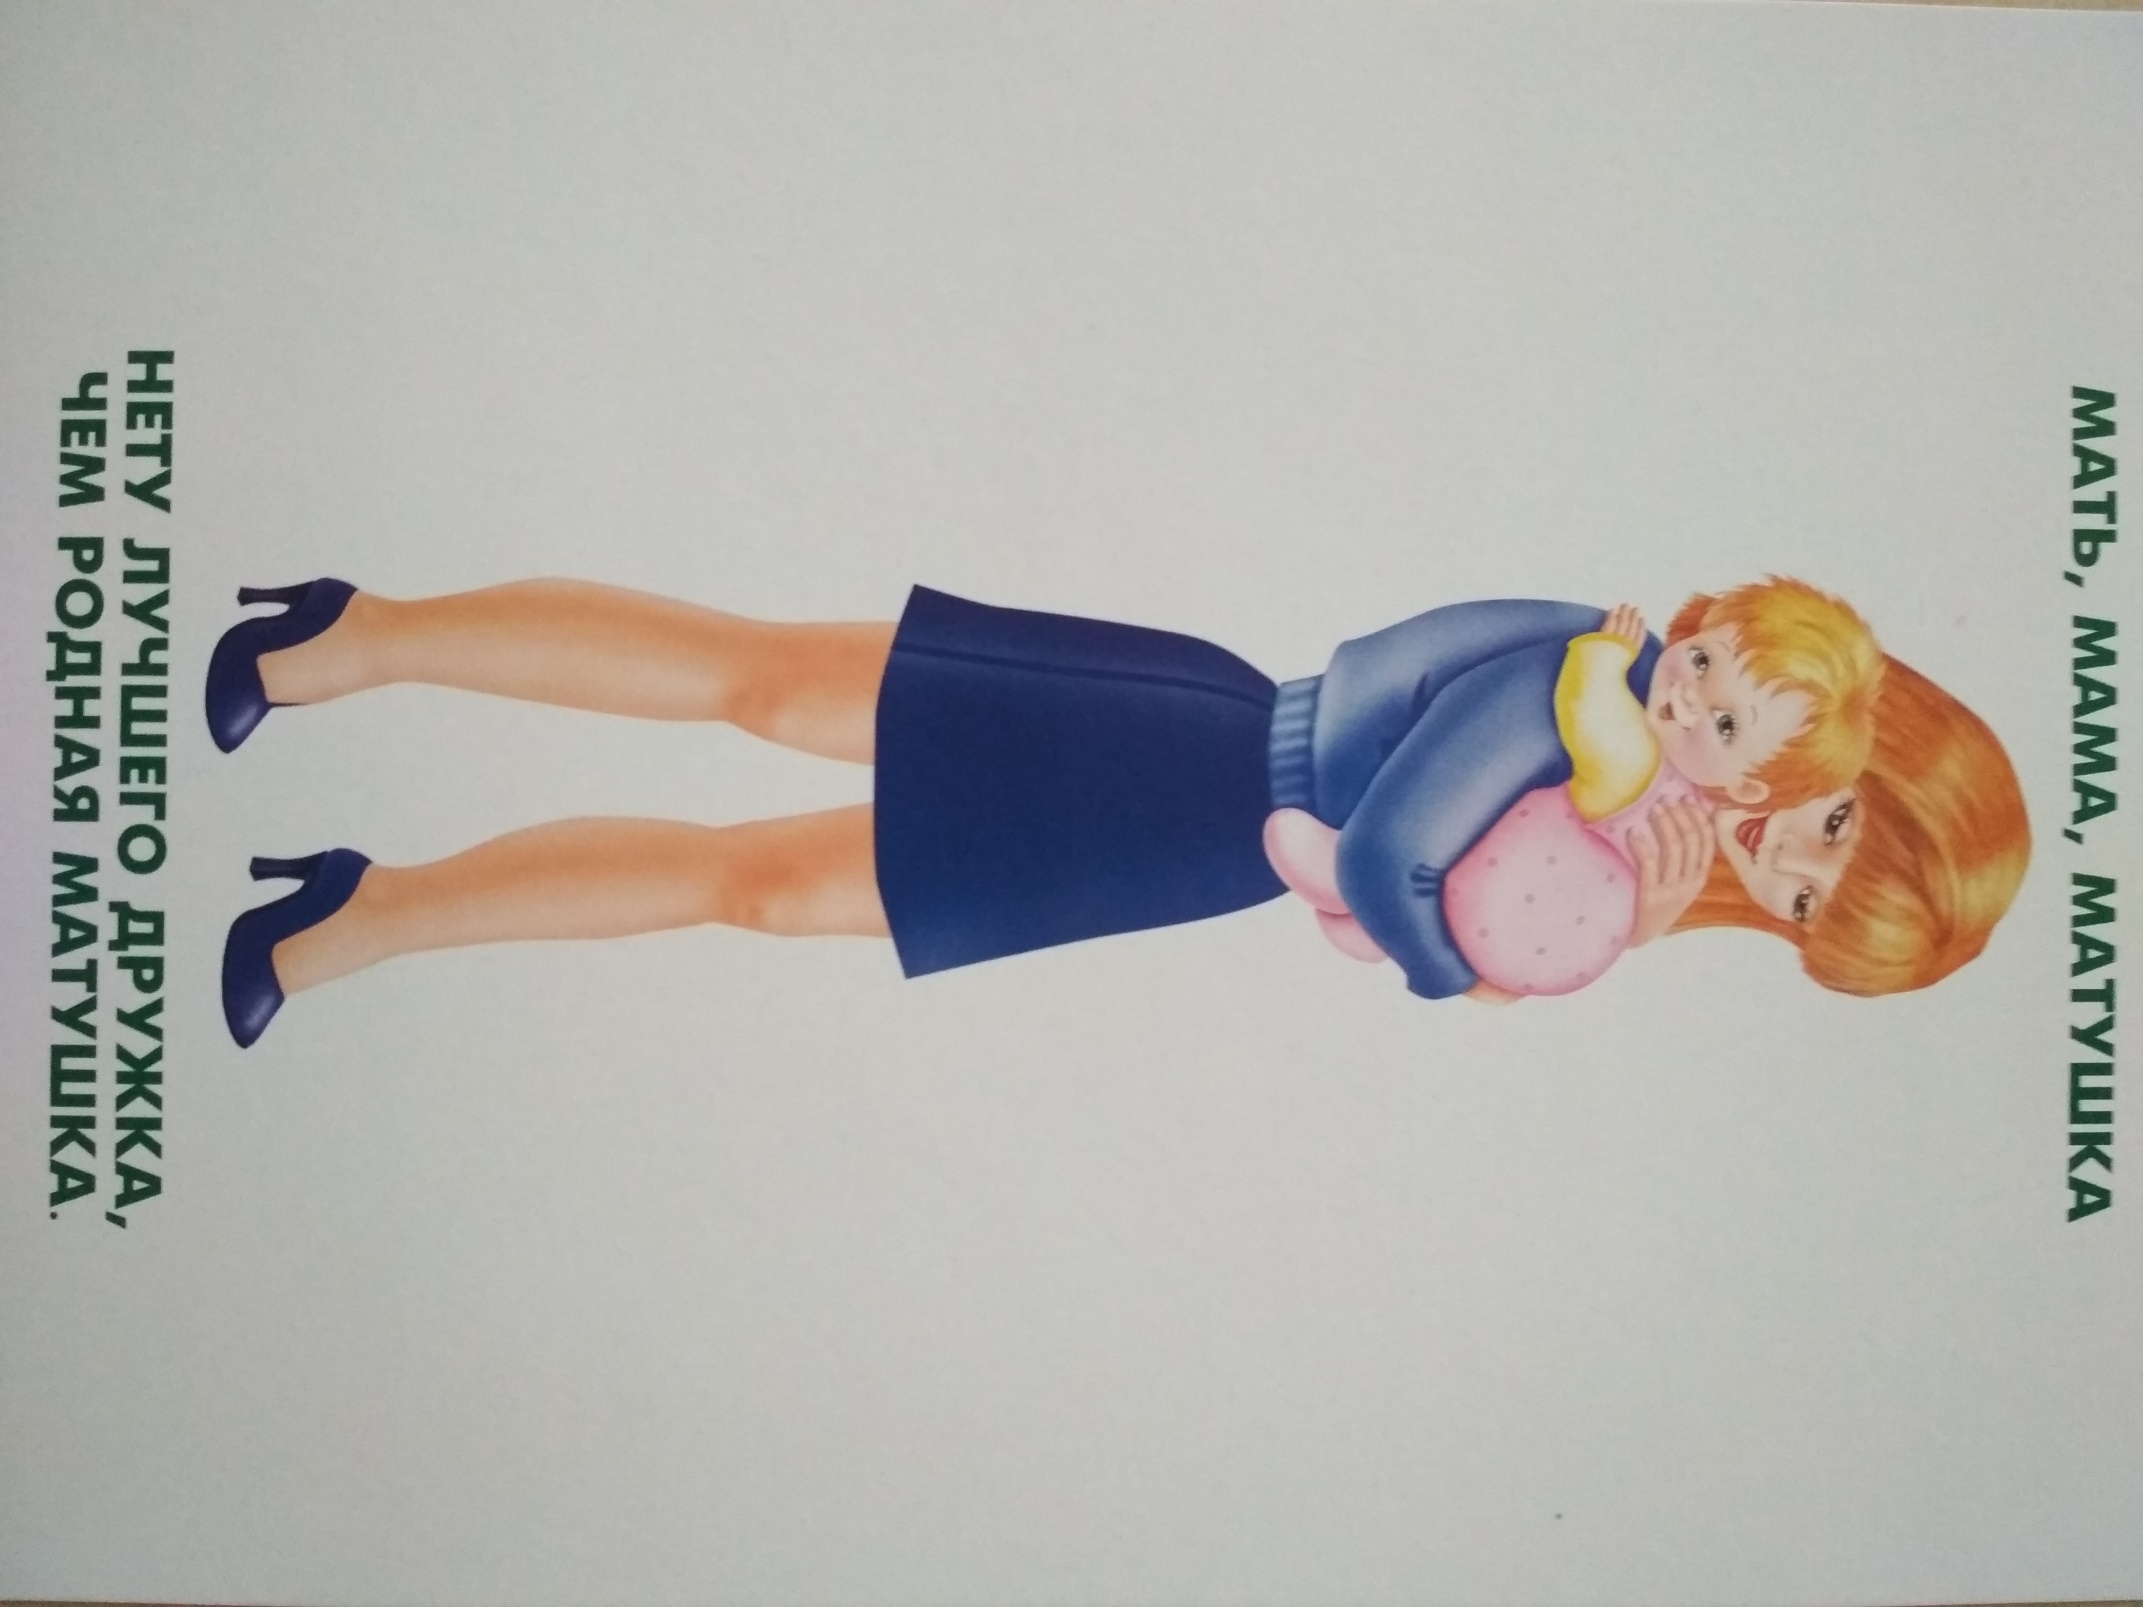 МАТЬ, МАМА, МАТУШКА
НЕТУ ЛУЧШЕГО ДРУЖКА,
ЧЕМ РОДНАЯ МАТУШКА.